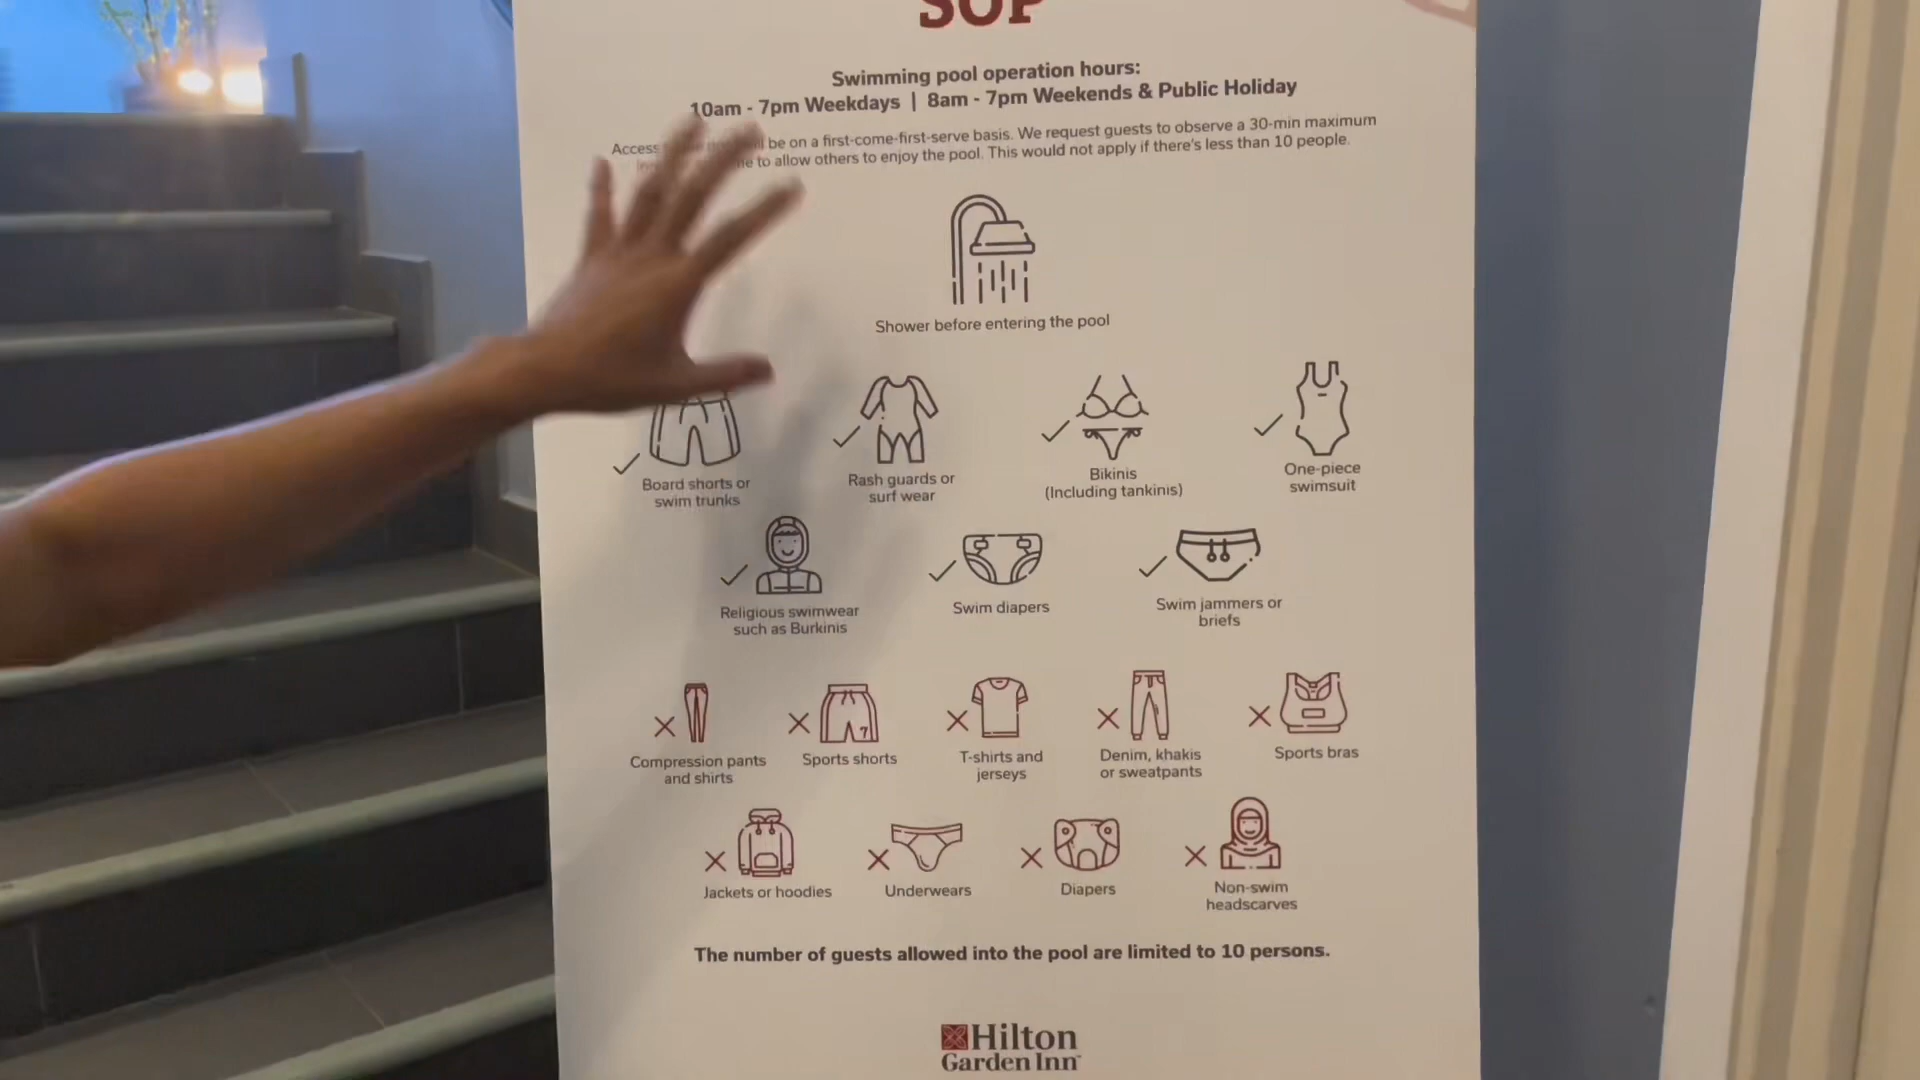 SOP
Swimming pool operation hours:
10am - 7pm Weekdays | 8am - 7pm Weekends & Public Holiday
Access be on a first-come-first-serve basis. We request guests to observe a 30-min maximum
to allow others to enjoy the pool. This would not apply if there's less than 10 people.
Shower before entering the pool
Board shorts or
swim trunks
Rash guards or
surf wear
Bikinis
(Including tankinis)
One-piece
swimsuit
Religious swimwear
such as Burkinis
Swim diapers
Swim jammers or
briefs
Compression pants
and shirts
7
Sports shorts
T-shirts and
jerseys
Denim, khakis
or sweatpants
Sports bras
Jackets or hoodies
Underwears
Diapers
Non-swim
headscarves
The number of guests allowed into the pool are limited to 10 persons.
Hilton
Garden Inn